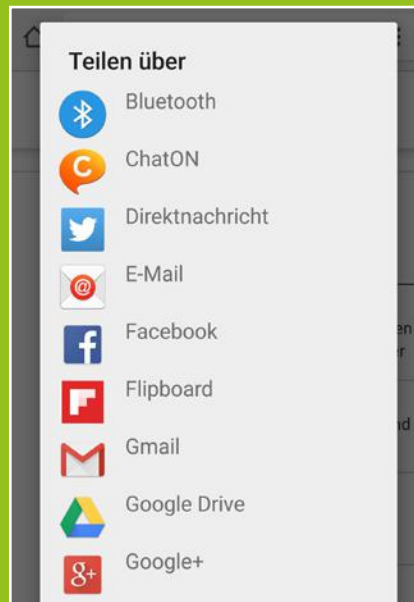 Teilen über
Bluetooth
ChatON
Direktnachricht
E-Mail
Facebook
Flipboard
Gmail
Google Drive
Google+